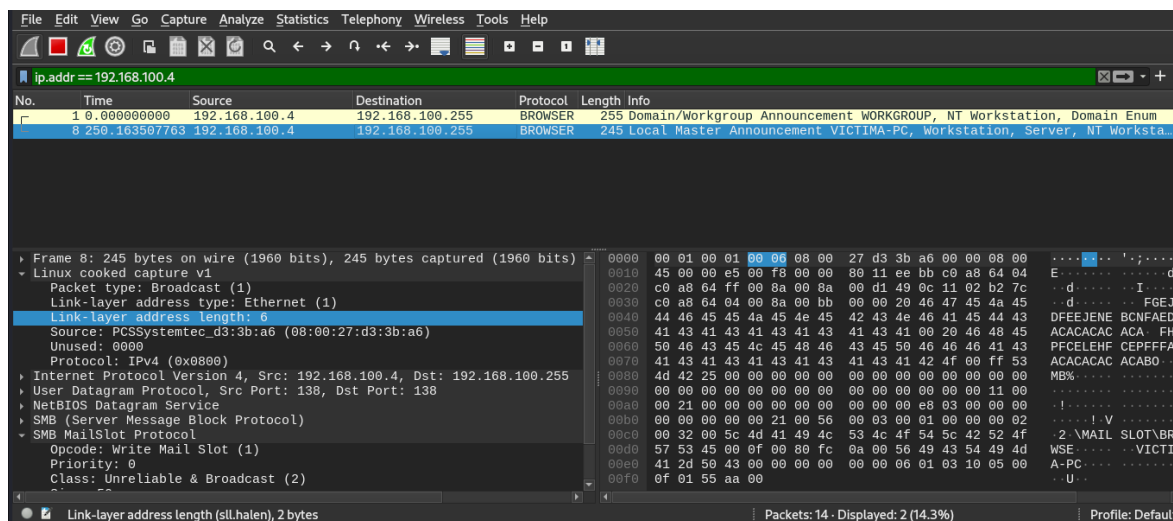 File Edit View Go Capture Analyze Statistics Telephony Wireless Tools Help
ip.addr == 192.168.100.4
No. Time Source Destination Protocol Length Info
1 0.000000000 192.168.100.4 192.168.100.255 BROWSER 255 Domain/Workgroup Announcement WORKGROUP, NT Workstation, Domain Enum
8 250.163507763 192.168.100.4 192.168.100.255 BROWSER 245 Local Master Announcement VICTIMA-PC, Workstation, Server, NT Worksta…
Frame 8: 245 bytes on wire (1960 bits), 245 bytes captured (1960 bits)
Linux cooked capture v1
Packet type: Broadcast (1)
Link-layer address type: Ethernet (1)
Link-layer address length: 6
Source: PCSSystemtec_d3:3b:a6 (08:00:27:d3:3b:a6)
Unused: 0000
Protocol: IPv4 (0x0800)
Internet Protocol Version 4, Src: 192.168.100.4, Dst: 192.168.100.255
User Datagram Protocol, Src Port: 138, Dst Port: 138
NetBIOS Datagram Service
SMB (Server Message Block Protocol)
SMB MailSlot Protocol
Opcode: Write Mail Slot (1)
Priority: 0
Class: Unreliable & Broadcast (2)
0000 00 01 00 01 00 06 08 00 27 d3 3b a6 00 00 08 00 ········ '·;·····
0010 45 00 00 e5 00 f8 00 00 80 11 ee bb c0 a8 64 04 E······· ······d
0020 c0 a8 64 ff 00 8a 00 8a 00 d1 49 0c 11 02 b2 7c ··d····· ··I····
0030 c0 a8 64 04 00 8a 00 bb 00 00 20 46 47 45 4a 45 ··d····· ·· FGEJ
0040 44 46 45 45 4a 45 4e 45 42 43 4e 46 41 45 44 43 DFEEJENE BCNFAED
0050 41 43 41 43 41 43 41 43 41 43 41 00 20 46 48 45 ACACACAC ACA· FH
0060 50 46 43 45 4c 45 48 46 43 45 50 46 46 46 41 43 PFCELEHF CEPFFFA
0070 41 43 41 43 41 43 41 43 41 43 41 42 4f 00 ff 53 ACACACAC ACABO··
0080 4d 42 25 00 00 00 00 00 00 00 00 00 00 00 00 00 MB%····· ·······
0090 00 00 00 00 00 00 00 00 00 00 00 00 00 00 11 00 ········ ·······
00a0 00 21 00 00 00 00 00 00 00 00 00 e8 03 00 00 00 ·!······ ·······
00b0 00 00 00 00 00 21 00 56 00 03 00 01 00 00 00 02 ·····!·V ·······
00c0 00 32 00 5c 4d 41 49 4c 53 4c 4f 54 5c 42 52 4f ·2·\MAIL SLOT\BR
00d0 57 53 45 00 0f 00 80 fc 0a 00 56 49 43 54 49 4d WSE····· ··VICTI
00e0 41 2d 50 43 00 00 00 00 00 00 06 01 03 10 05 00 A-PC···· ·······
00f0 0f 01 55 aa 00 ··U··
Link-layer address length (sll.halen), 2 bytes Packets: 14 · Displayed: 2 (14.3%) Profile: Defaul